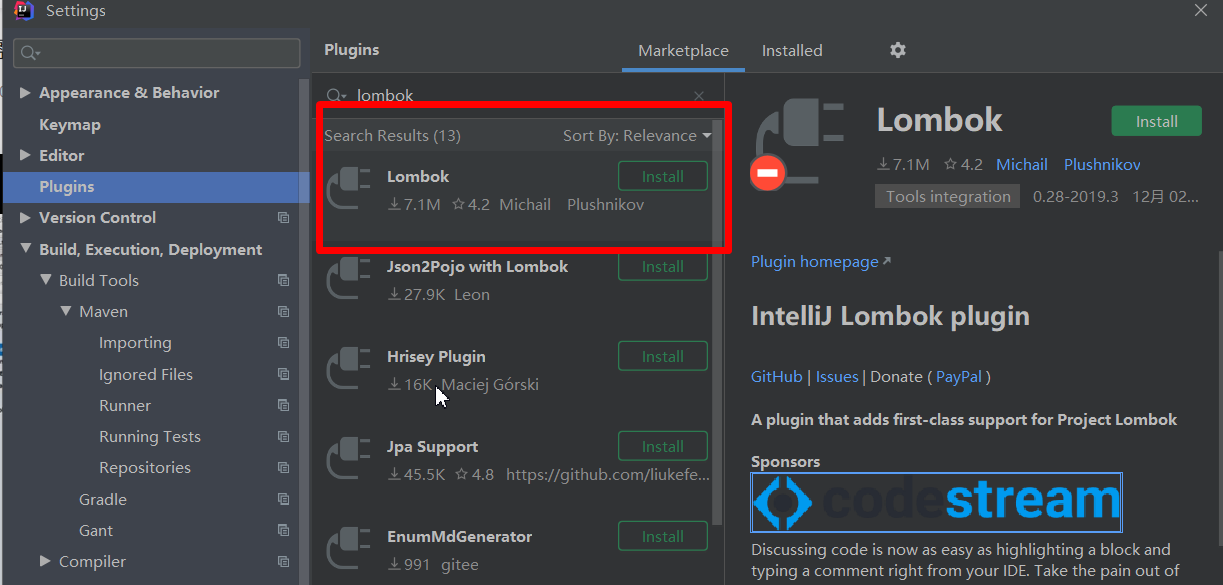 Settings
Appearance & Behavior
Keymap
Editor
Plugins
Version Control
Build, Execution, Deployment
Build Tools
Maven
Importing
Ignored Files
Runner
Running Tests
Repositories
Gradle
Gant
Compiler
Plugins
Marketplace
Installed
lombok
Search Results (13)
Sort By: Relevance
Lombok
Install
7.1M 4.2 Michail Plushnikov
Json2Pojo with Lombok
Install
27.9K Leon
Hrisey Plugin
Install
16K Maciej Górski
Jpa Support
Install
45.5K 4.8 https://github.com/liukefe...
EnumMdGenerator
Install
991 gitee
Lombok
Install
7.1M 4.2 Michail Plushnikov
Tools integration 0.28-2019.3 12月 02...
Plugin homepage
IntelliJ Lombok plugin
GitHub | Issues | Donate ( PayPal )
A plugin that adds first-class support for Project Lombok
Sponsors
codestream
Discussing code is now as easy as highlighting a block and
typing a comment right from your IDE. Take the pain out of